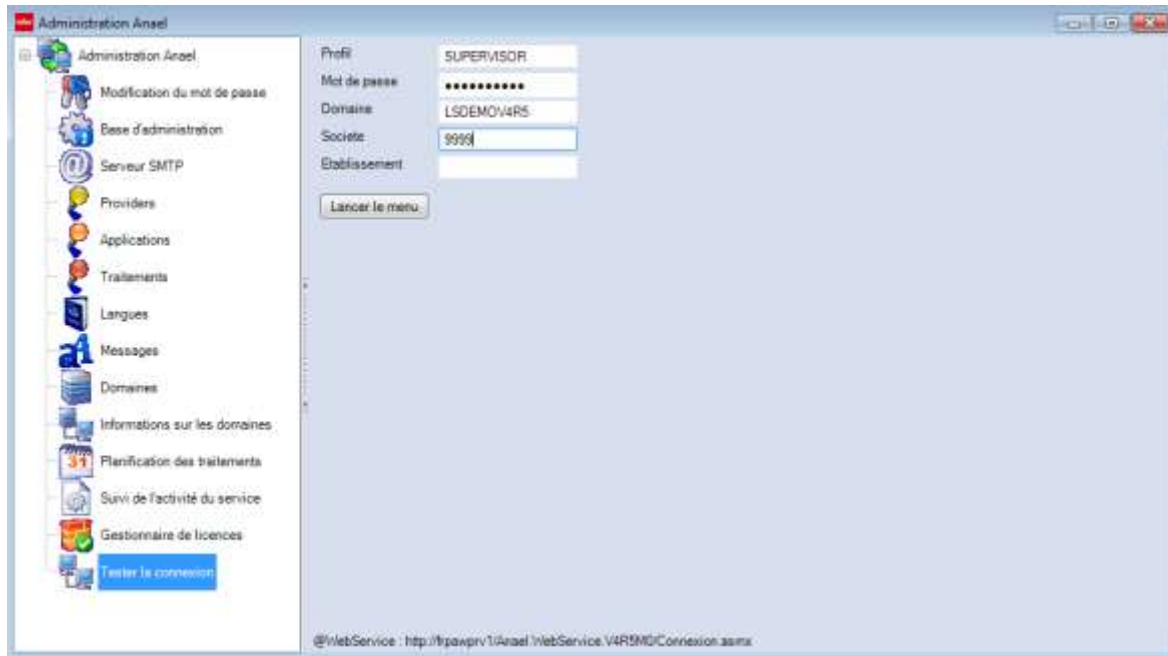 Administration Anael
Administration Anael
Modification du mot de passe
Base d'administration
Serveur SMTP
Providers
Applications
Traitements
Langues
Messages
Domaines
Informations sur les domaines
Planification des traitements
Suivi de l'activité du service
Gestionnaire de licences
Tester la connexion
Profil SUPERVISOR
Mot de passe ●●●●●●●●●●
Domaine LSDEMOV4R5
Societe 9999
Etablissement
Lancer le menu
@WebService : http://frpawprv1/Anael.WebService.V4R5M0/Connexion.asmx